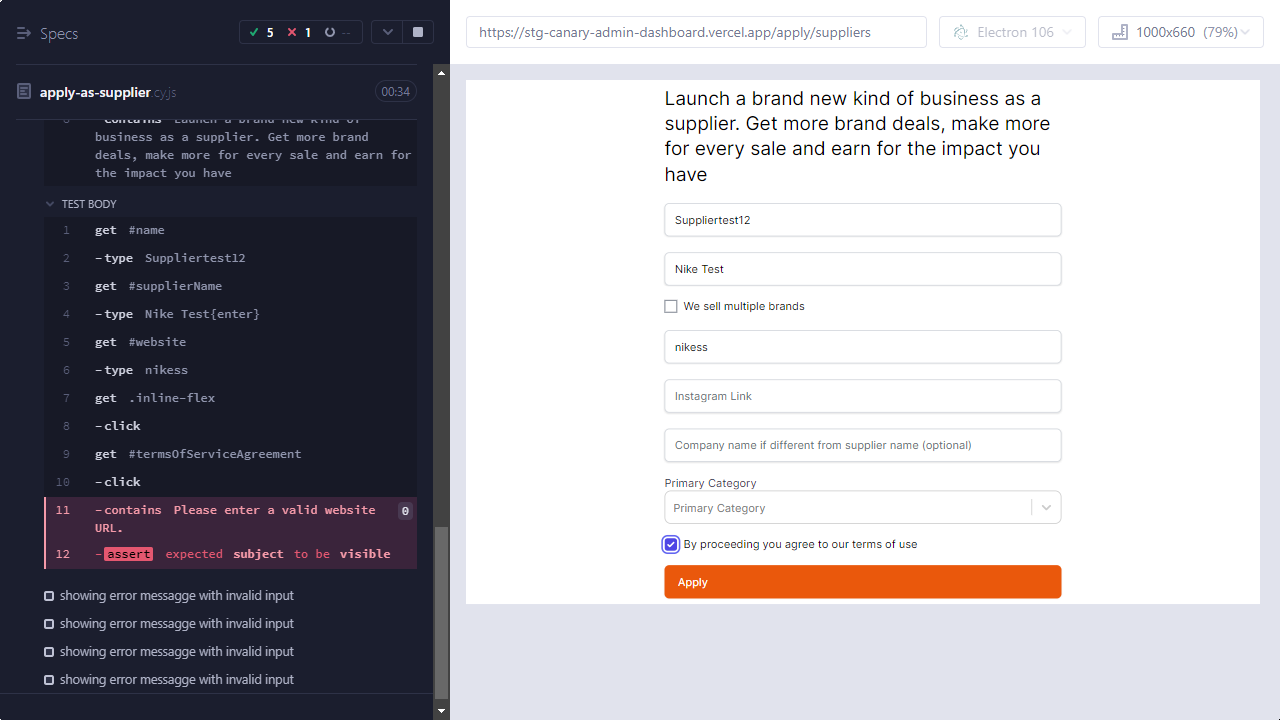 Specs
5
1
--
apply-as-supplier.cy.js
00:34
-contains Launch a brand new kind of
business as a supplier. Get more brand
deals, make more for every sale and earn for
the impact you have
TEST BODY
1 get #name
2 -type Suppliertest12
3 get #supplierName
4 -type Nike Test{enter}
5 get #website
6 -type nikess
7 get .inline-flex
8 -click
9 get #termsOfServiceAgreement
10 -click
11 -contains Please enter a valid website 0
URL.
12 -assert expected subject to be visible
showing error messagge with invalid input
showing error messagge with invalid input
showing error messagge with invalid input
showing error messagge with invalid input
https://stg-canary-admin-dashboard.vercel.app/apply/suppliers
Electron 106
1000x660 (79%)
Launch a brand new kind of business as a
supplier. Get more brand deals, make more
for every sale and earn for the impact you
have
Suppliertest12
Nike Test
We sell multiple brands
nikess
Instagram Link
Company name if different from supplier name (optional)
Primary Category
Primary Category
By proceeding you agree to our terms of use
Apply